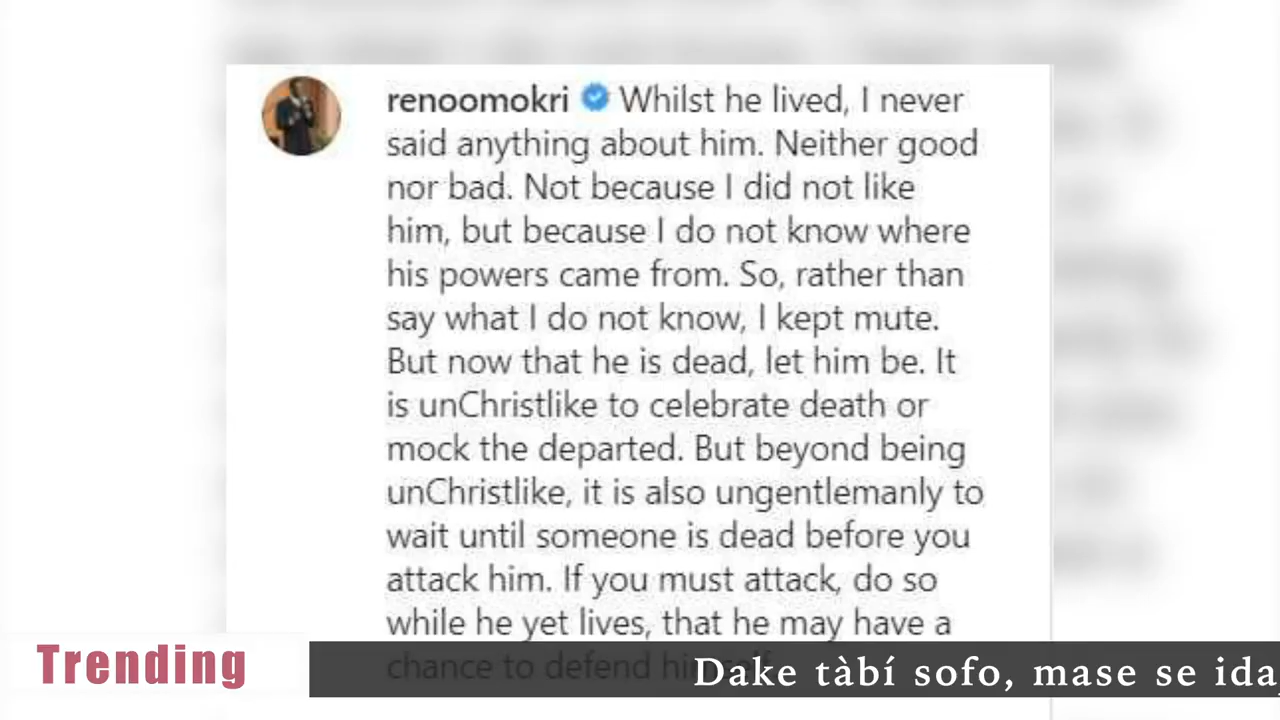 renoomokri Whilst he lived, I never
said anything about him. Neither good
nor bad. Not because I did not like
him, but because I do not know where
his powers came from. So, rather than
say what I do not know, I kept mute.
But now that he is dead, let him be. It
is unChristlike to celebrate death or
mock the departed. But beyond being
unChristlike, it is also ungentlemanly to
wait until someone is dead before you
attack him. If you must attack, do so
while he yet lives, that he may have a
chance to defend himself.
Trending
Dake tàbí sofo, mase se ida